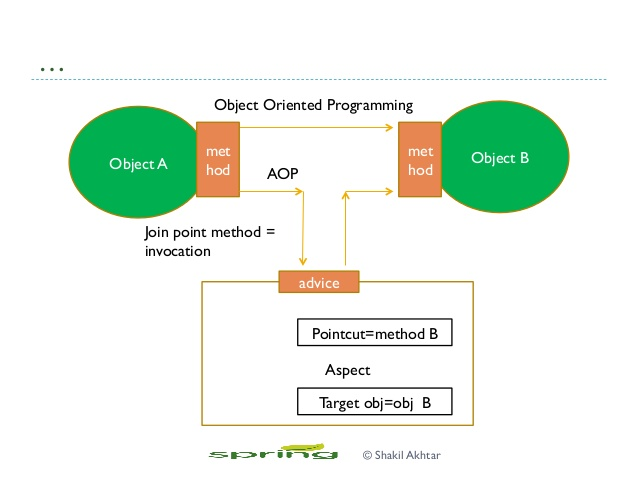 ...
Object Oriented Programming
Object A
met
hod
met
hod
Object B
AOP
Join point method =
invocation
advice
Pointcut=method B
Aspect
Target obj=obj B
spring
© Shakil Akhtar